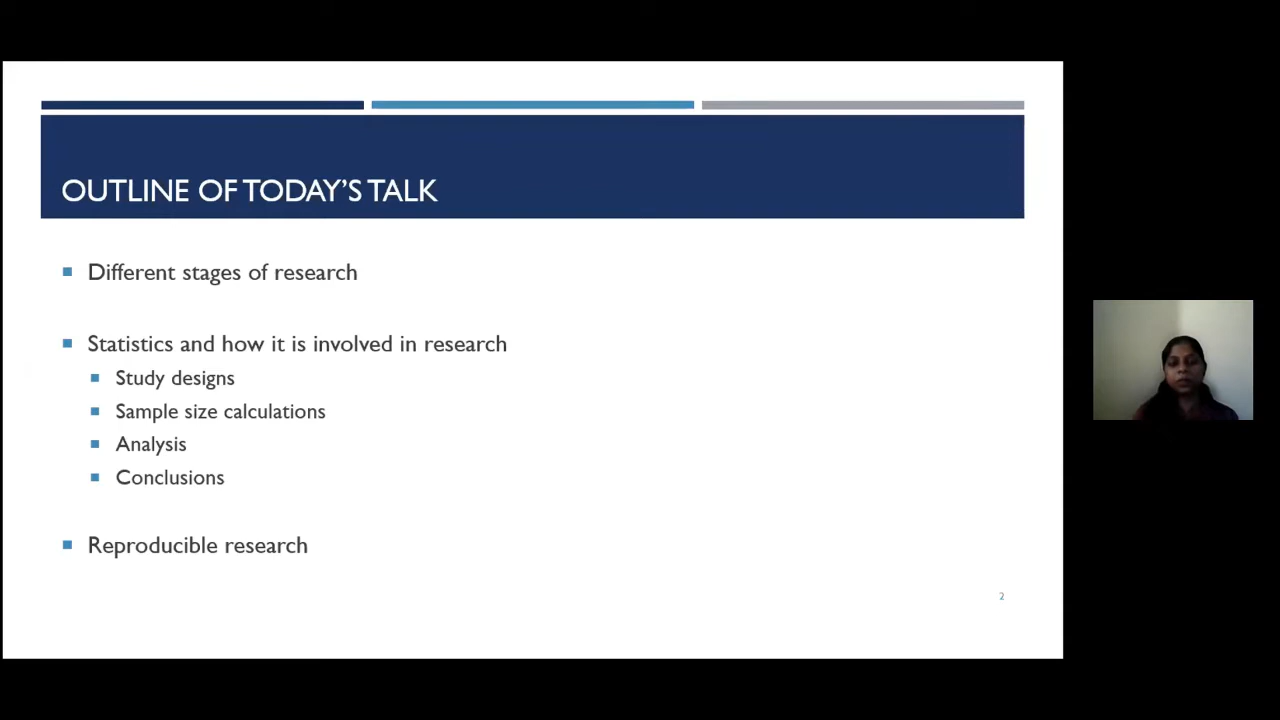 OUTLINE OF TODAY'S TALK
Different stages of research
Statistics and how it is involved in research
Study designs
Sample size calculations
Analysis
Conclusions
Reproducible research
2